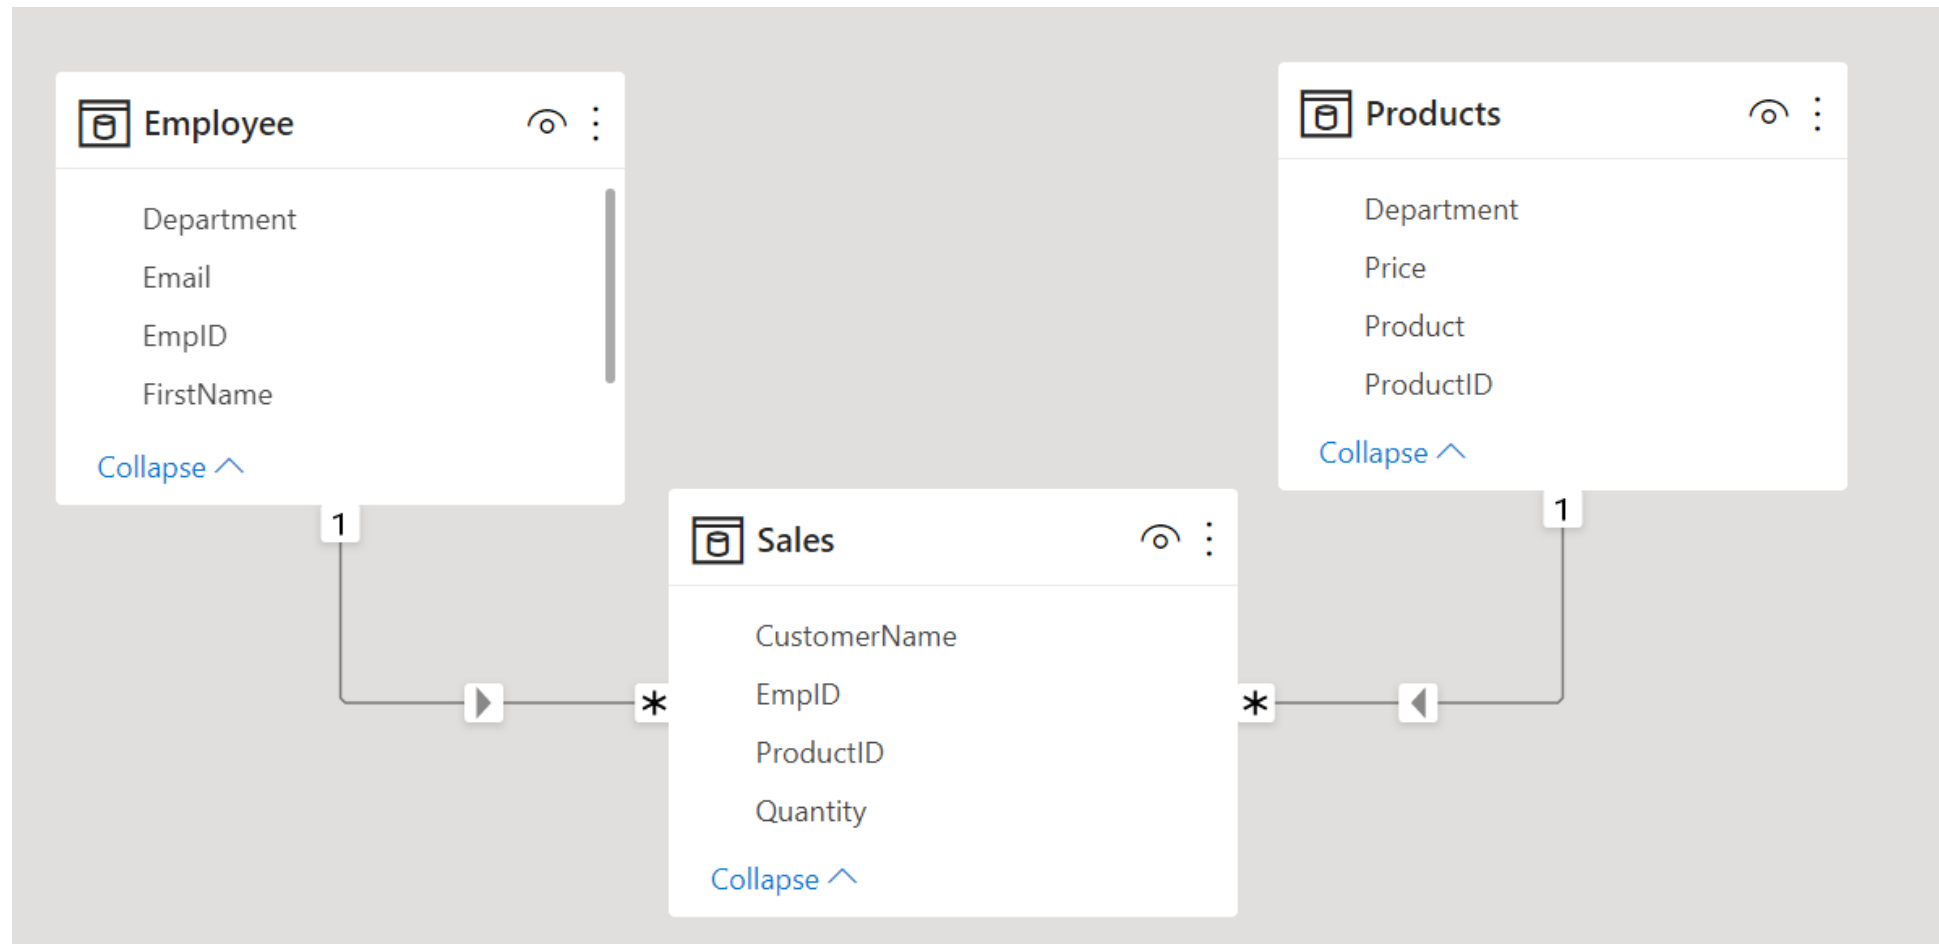 Employee
Department
Email
EmpID
FirstName
Collapse
1
*
Products
Department
Price
Product
ProductID
Collapse
1
*
Sales
CustomerName
EmpID
ProductID
Quantity
Collapse